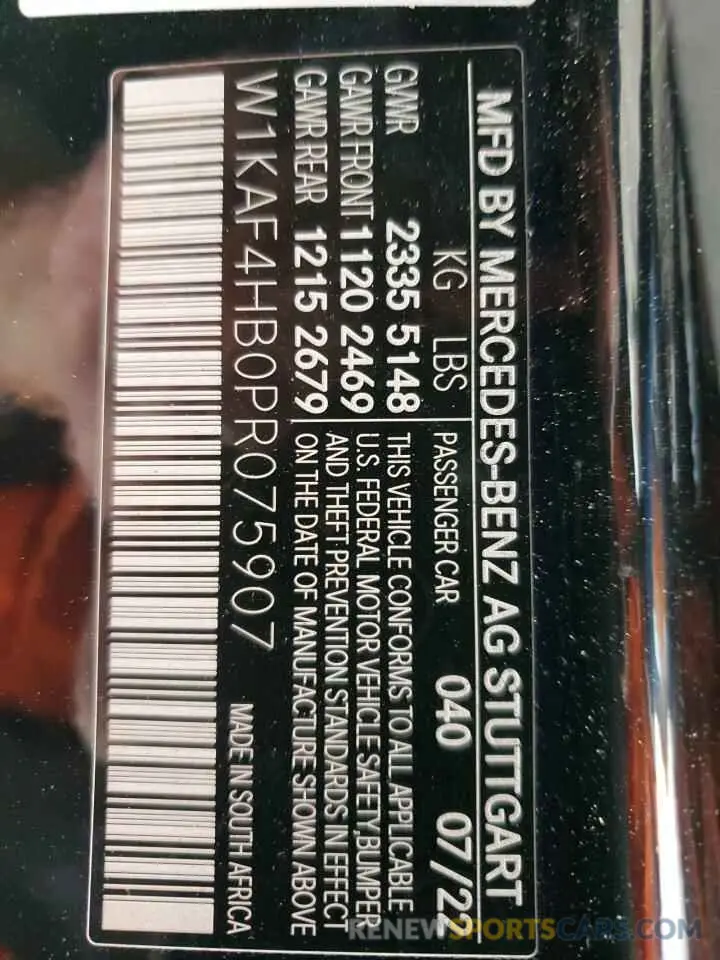 MFD BY MERCEDES-BENZ AG STUTTGART
KG LBS PASSENGER CAR 040 07/22
GVWR 2335 5148 THIS VEHICLE CONFORMS TO ALL APPLICABLE
GAWR FRONT 1120 2469 U.S. FEDERAL MOTOR VEHICLE SAFETY,BUMPER
GAWR REAR 1215 2679 AND THEFT PREVENTION STANDARDS IN EFFECT
ON THE DATE OF MANUFACTURE SHOWN ABOVE
W1KAF4HB0PR075907 MADE IN SOUTH AFRICA
RENEWSPORTSCARS.COM